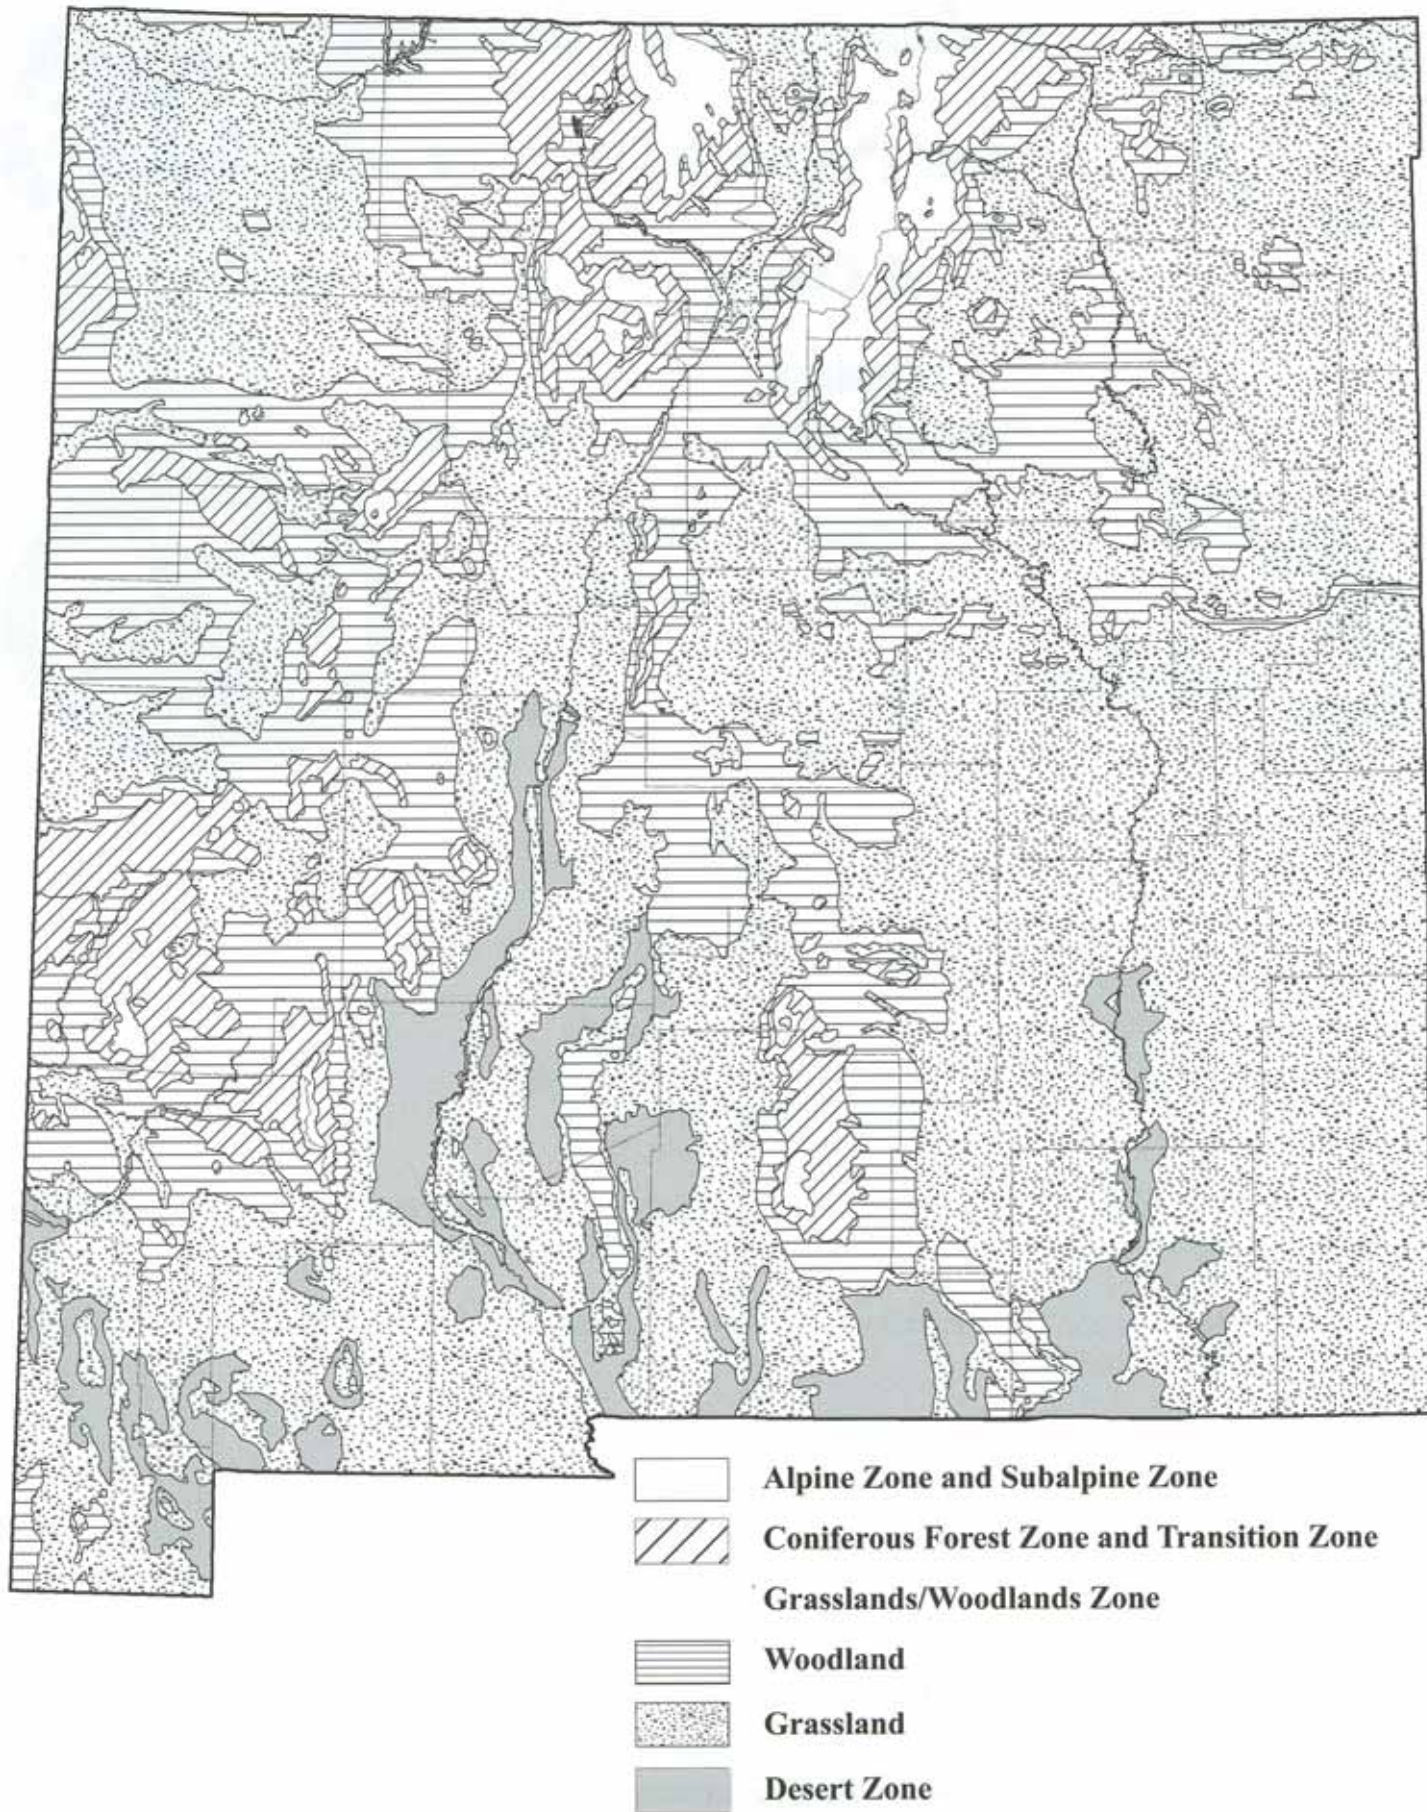 Alpine Zone and Subalpine Zone
Coniferous Forest Zone and Transition Zone
Grasslands/Woodlands Zone
Woodland
Grassland
Desert Zone